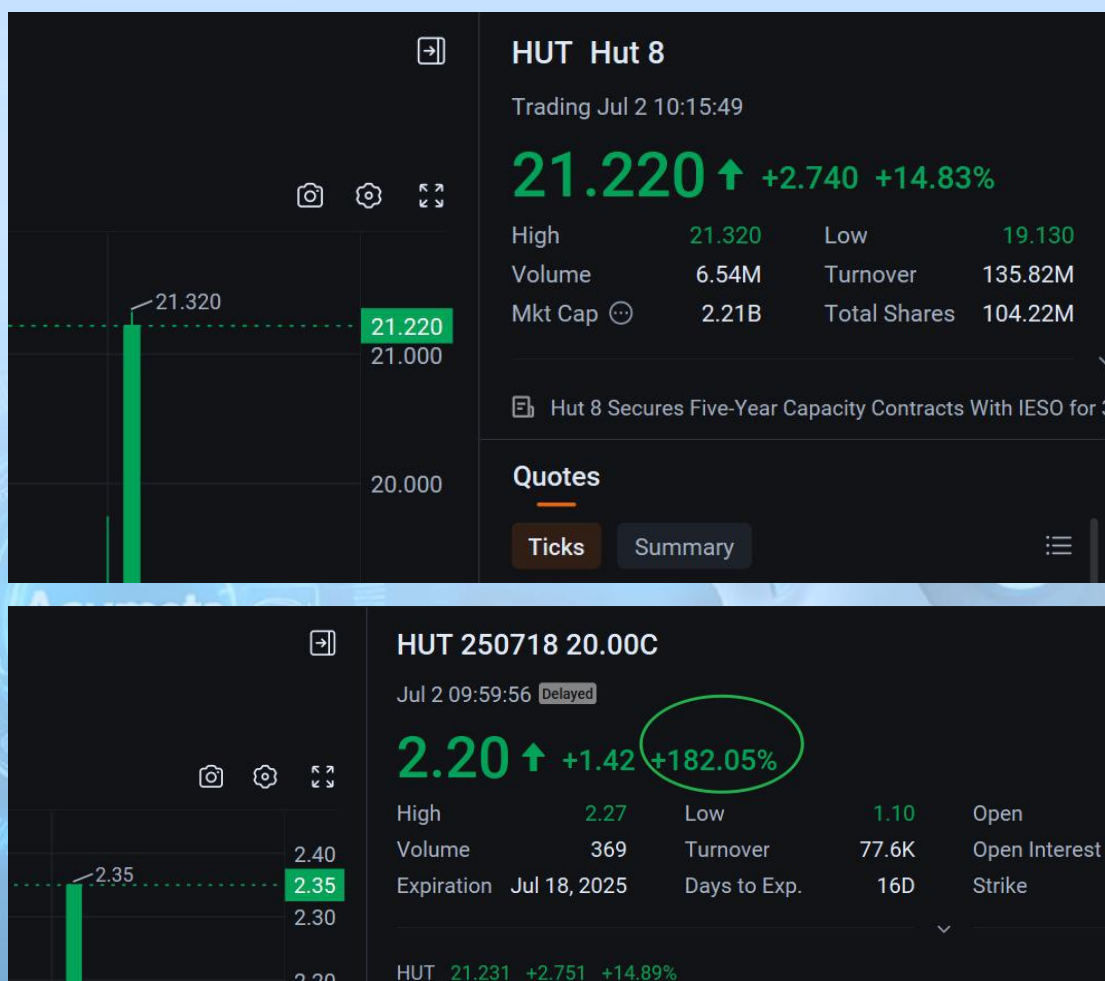 HUT Hut 8
Trading Jul 2 10:15:49
21.220 +2.740 +14.83%
High 21.320 Low 19.130
Volume 6.54M Turnover 135.82M
Mkt Cap 2.21B Total Shares 104.22M
Hut 8 Secures Five-Year Capacity Contracts With IESO for
Quotes
Ticks Summary
21.320
21.220
21.000
20.000
HUT 250718 20.00C
Jul 2 09:59:56 Delayed
2.20 +1.42 +182.05%
High 2.27 Low 1.10 Open
Volume 369 Turnover 77.6K Open Interest
Expiration Jul 18, 2025 Days to Exp. 16D Strike
HUT 21.231 +2.751 +14.89%
2.40
2.35
2.35
2.30